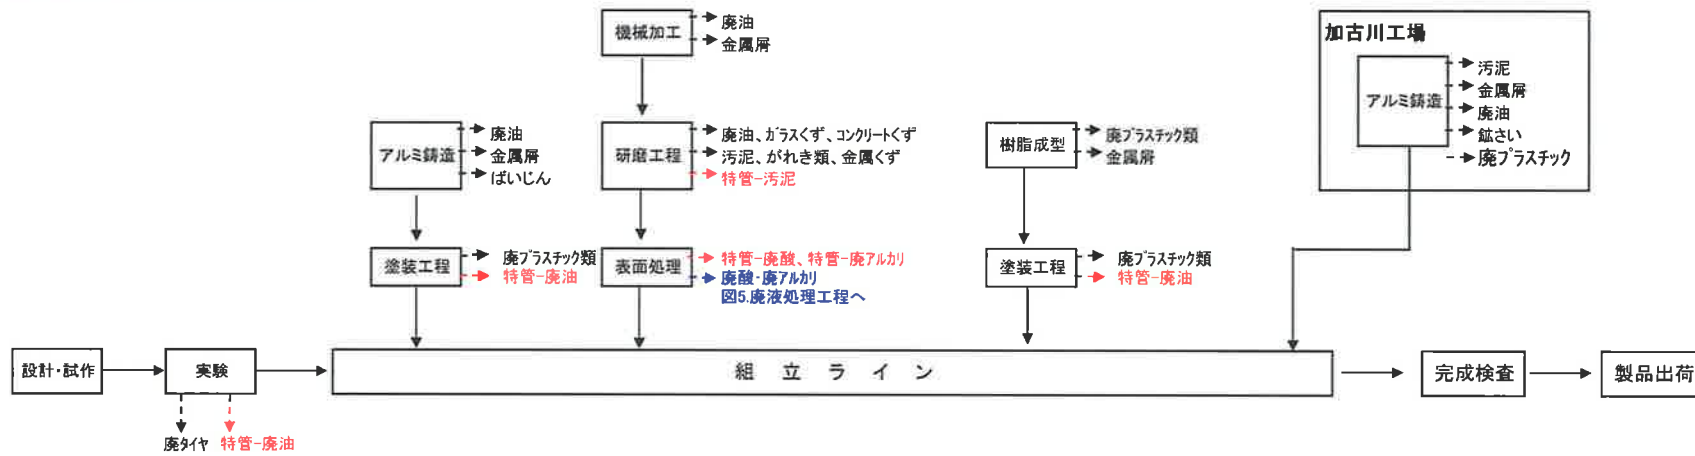 機械加工
廃油
金属屑
加古川工場
アルミ鋳造
汚泥
金属屑
廃油
鉱さい
廃プラスチック
アルミ鋳造
廃油
金属屑
ばいじん
研磨工程
廃油、ガラスくず、コンクリートくず
汚泥、がれき類、金属くず
特管-汚泥
樹脂成型
廃プラスチック類
金属屑
塗装工程
廃プラスチック類
特管-廃油
表面処理
特管-廃酸、特管-廃アルカリ
廃酸・廃アルカリ
図5.廃液処理工程へ
塗装工程
廃プラスチック類
特管-廃油
設計・試作
実験
組立ライン
完成検査
製品出荷
廃タイヤ
特管-廃油